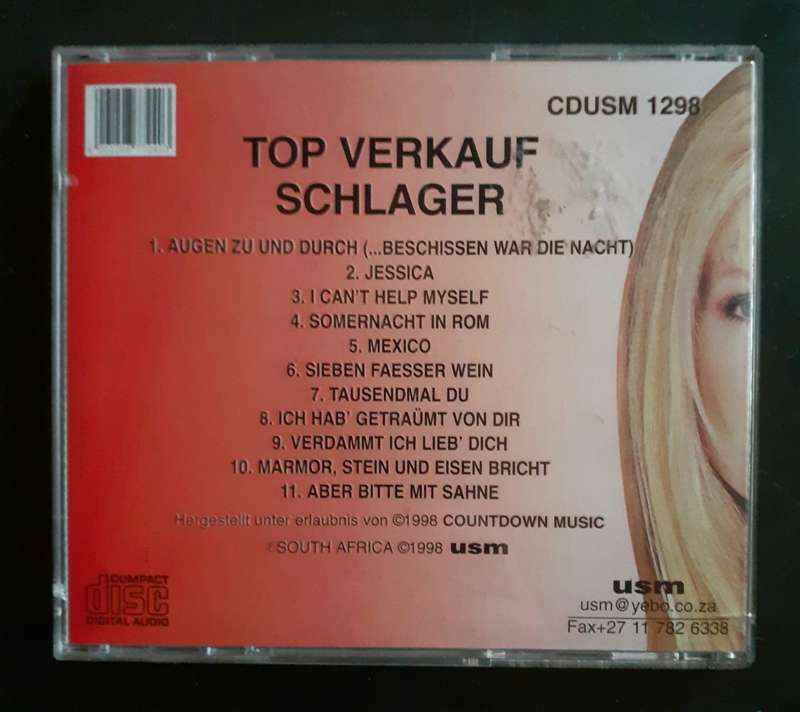 CDUSM 1298
TOP VERKAUF
SCHLAGER
1. AUGEN ZU UND DURCH (...BESCHISSEN WAR DIE NACHT)
2. JESSICA
3. I CAN'T HELP MYSELF
4. SOMERNACHT IN ROM
5. MEXICO
6. SIEBEN FAESSER WEIN
7. TAUSENDMAL DU
8. ICH HAB' GETRAÜMT VON DIR
9. VERDAMMT ICH LIEB' DICH
10. MARMOR, STEIN UND EISEN BRICHT
11. ABER BITTE MIT SAHNE
Hergestellt unter erlaubnis von ©1998 COUNTDOWN MUSIC
SOUTH AFRICA ©1998 usm
COMPACT
disc
DIGITAL AUDIO
usm
usm@yebo.co.za
Fax+27 11 782 6338